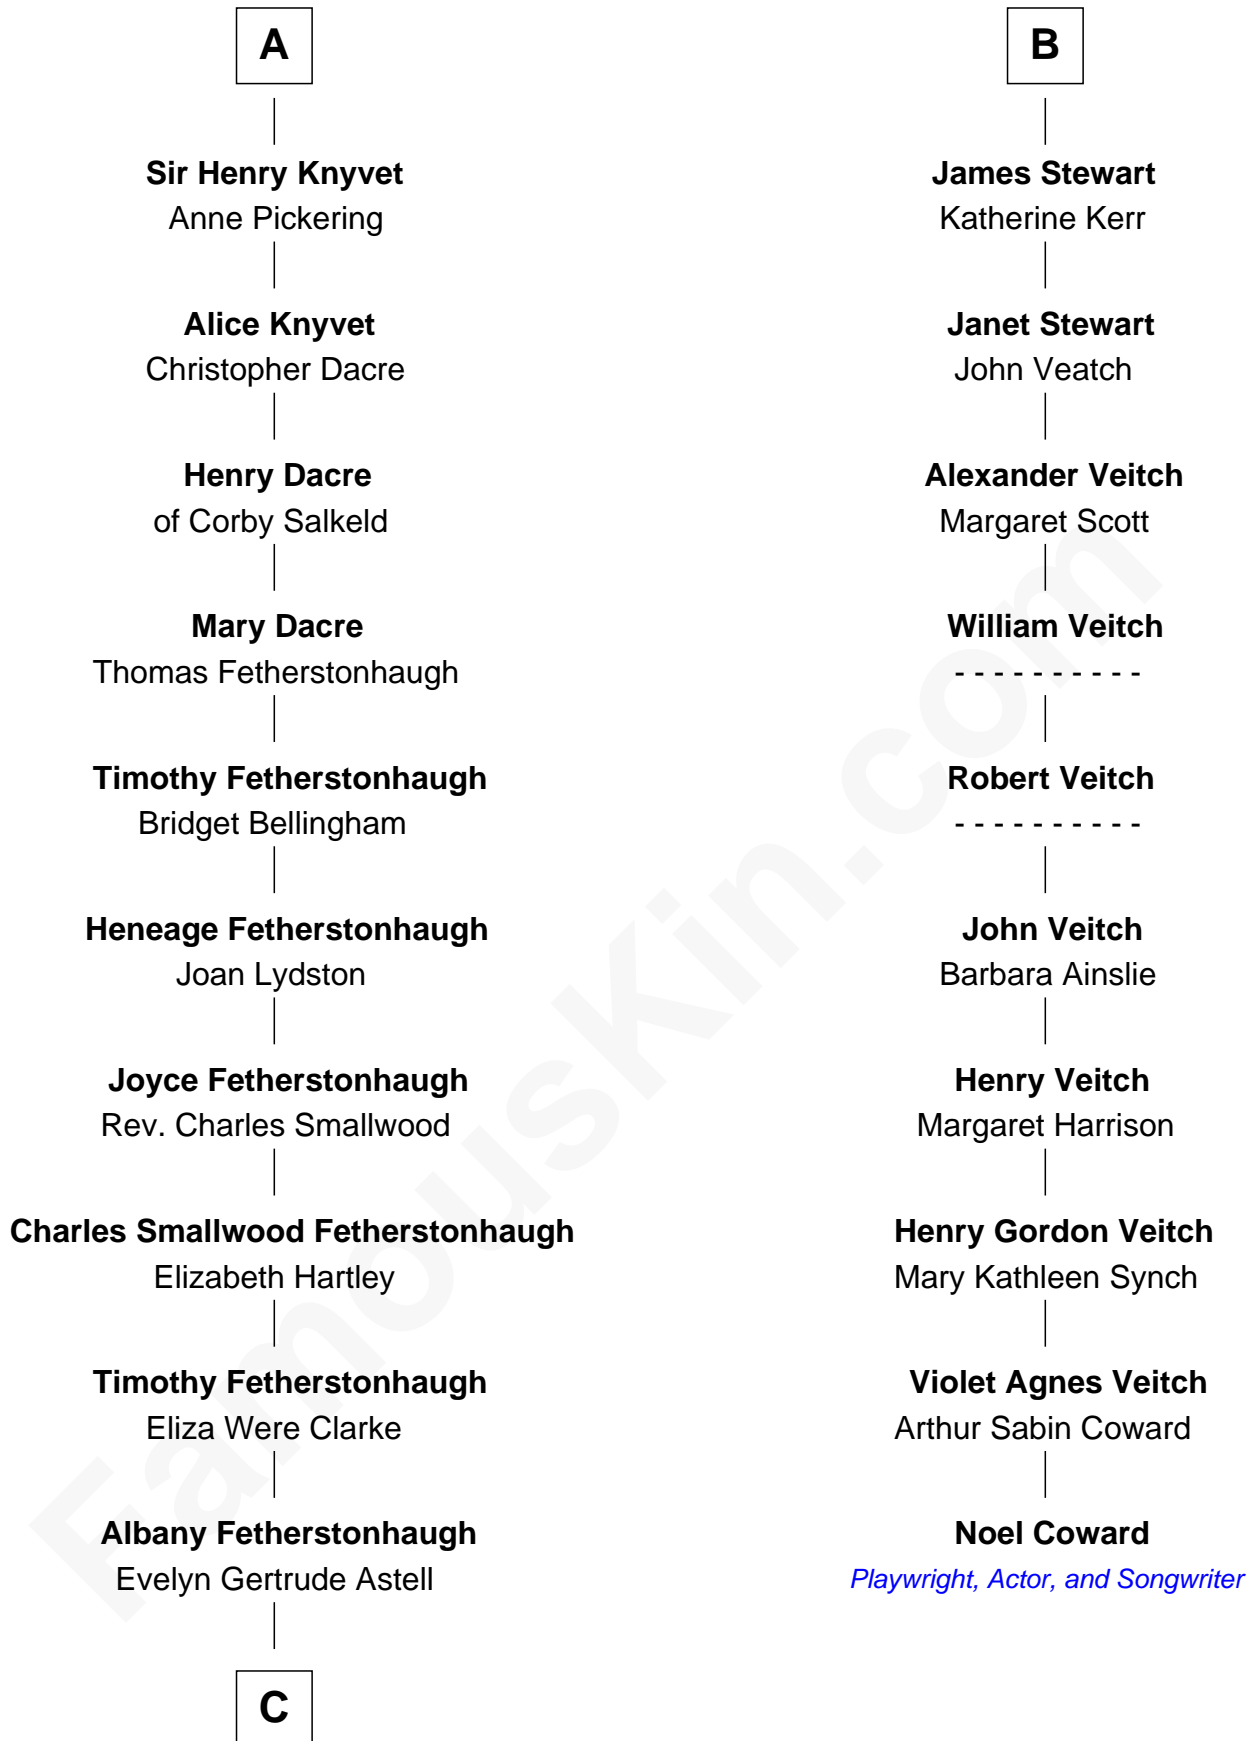 A
Sir Henry Knyvet
Anne Pickering
Alice Knyvet
Christopher Dacre
Henry Dacre
of Corby Salkeld
Mary Dacre
Thomas Fetherstonhaugh
Timothy Fetherstonhaugh
Bridget Bellingham
Heneage Fetherstonhaugh
Joan Lydston
Joyce Fetherstonhaugh
Rev. Charles Smallwood
Charles Smallwood Fetherstonhaugh
Elizabeth Hartley
Timothy Fetherstonhaugh
Eliza Were Clarke
Albany Fetherstonhaugh
Evelyn Gertrude Astell
C
B
James Stewart
Katherine Kerr
Janet Stewart
John Veatch
Alexander Veitch
Margaret Scott
William Veitch
- - - - - - - - - -
Robert Veitch
- - - - - - - - - -
John Veitch
Barbara Ainslie
Henry Veitch
Margaret Harrison
Henry Gordon Veitch
Mary Kathleen Synch
Violet Agnes Veitch
Arthur Sabin Coward
Noel Coward
Playwright, Actor, and Songwriter
FamousKin.com